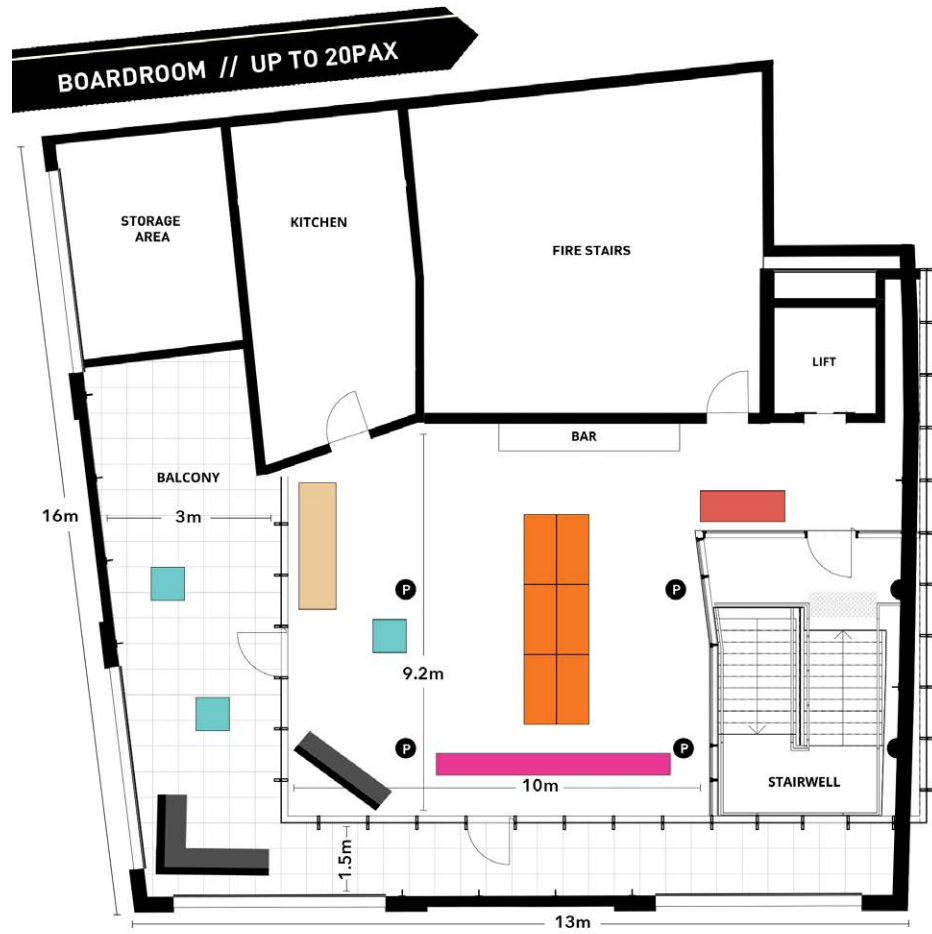 BOARDROOM // UP TO 20PAX
STORAGE
AREA
KITCHEN
FIRE STAIRS
LIFT
BAR
BALCONY
16m
3m
P
P
P
9.2m
P
P
10m
STAIRWELL
1.5m
13m